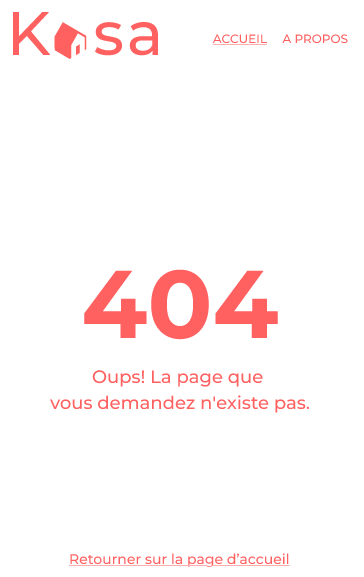 Kasa
ACCUEIL A PROPOS
404
Oups! La page que
vous demandez n'existe pas.
Retourner sur la page d’accueil